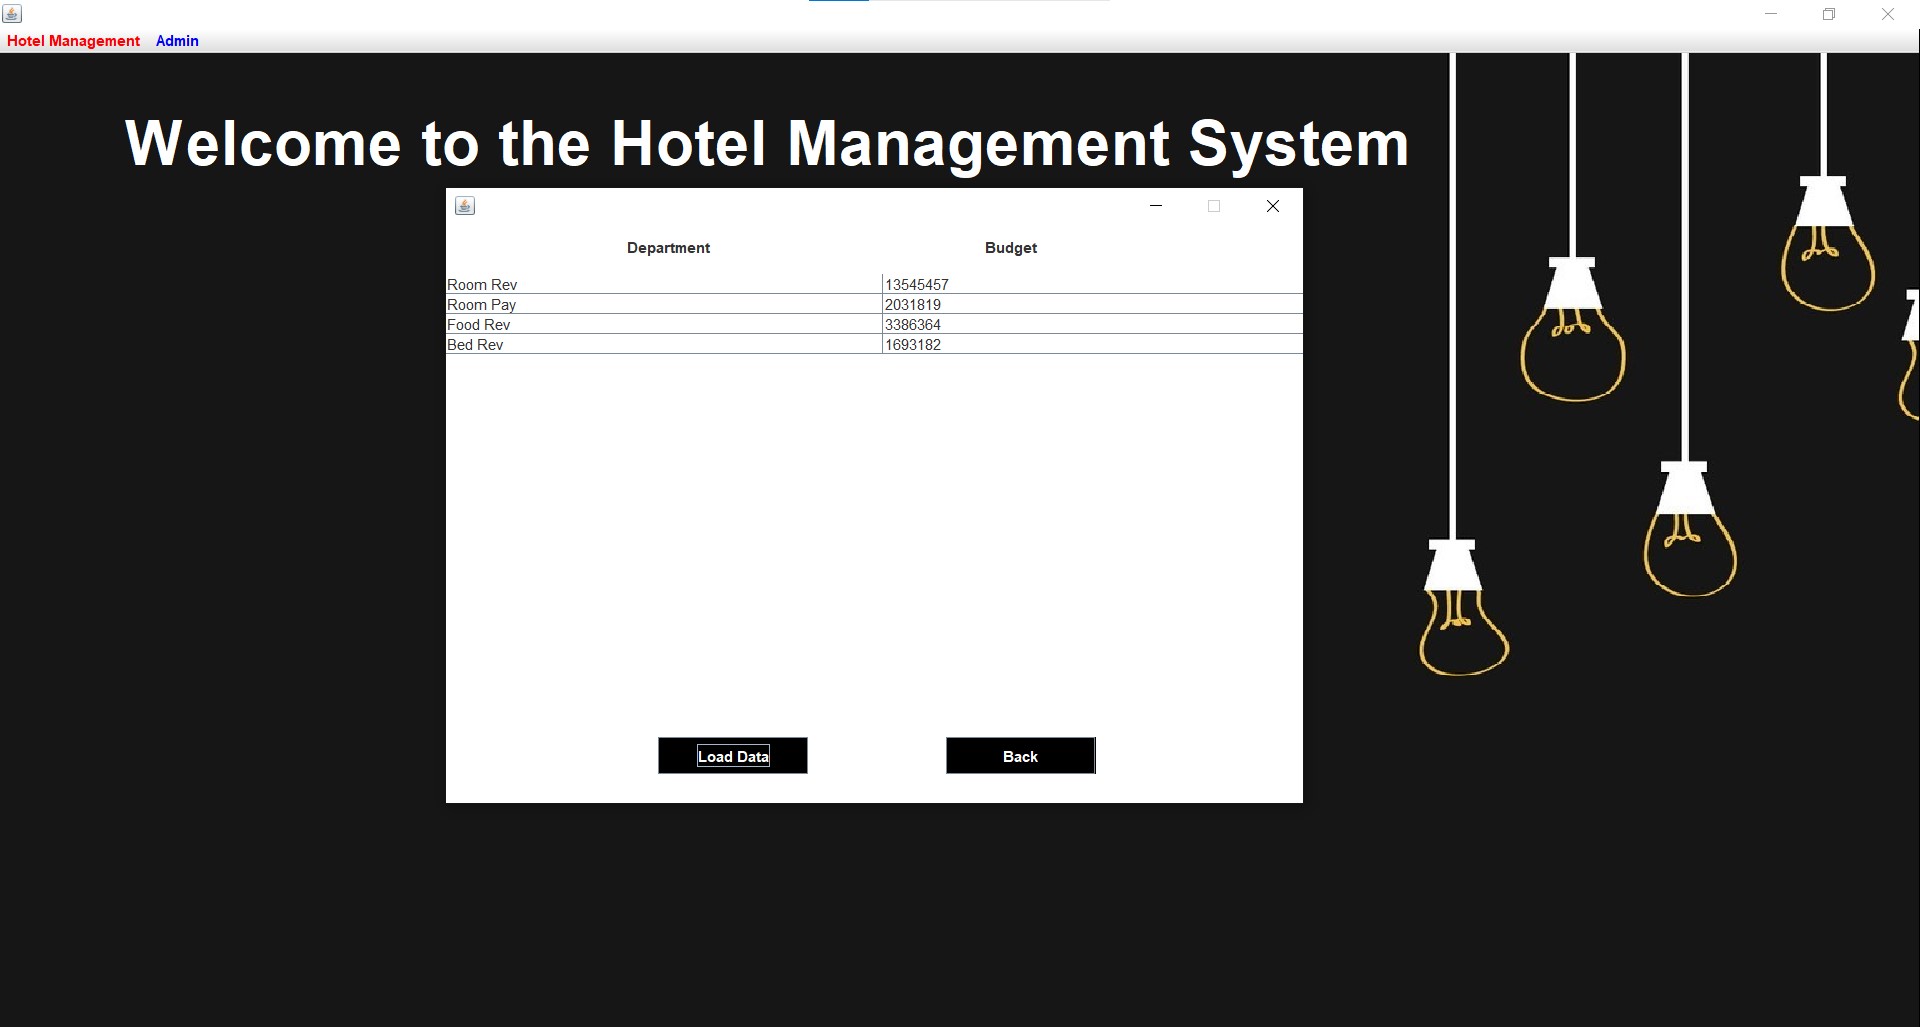 Hotel Management Admin
Welcome to the Hotel Management System
Department Budget
Room Rev 13545457
Room Pay 2031819
Food Rev 3386364
Bed Rev 1693182
Load Data Back